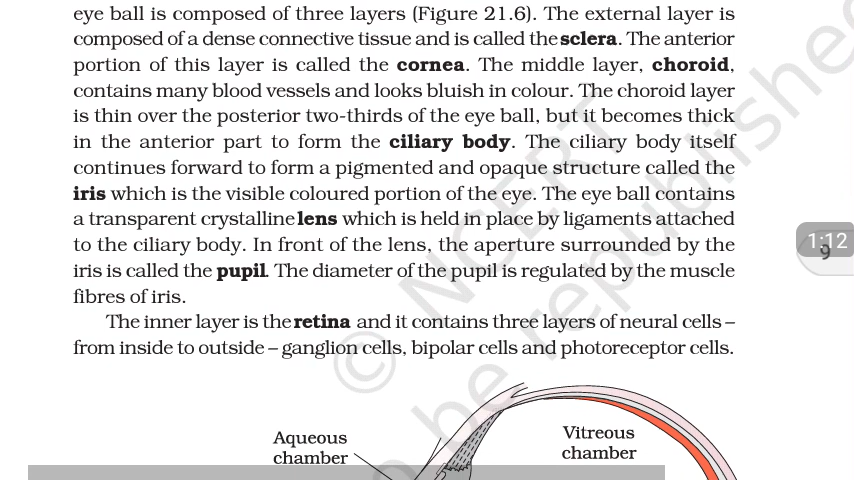 eye ball is composed of three layers (Figure 21.6). The external layer is
composed of a dense connective tissue and is called the sclera. The anterior
portion of this layer is called the cornea. The middle layer, choroid,
contains many blood vessels and looks bluish in colour. The choroid layer
is thin over the posterior two-thirds of the eye ball, but it becomes thick
in the anterior part to form the ciliary body. The ciliary body itself
continues forward to form a pigmented and opaque structure called the
iris which is the visible coloured portion of the eye. The eye ball contains
a transparent crystalline lens which is held in place by ligaments attached
to the ciliary body. In front of the lens, the aperture surrounded by the
iris is called the pupil. The diameter of the pupil is regulated by the muscle
fibres of iris.
The inner layer is the retina and it contains three layers of neural cells –
from inside to outside – ganglion cells, bipolar cells and photoreceptor cells.
Aqueous
chamber
Vitreous
chamber
1:12
9
© NCERT
o be republished